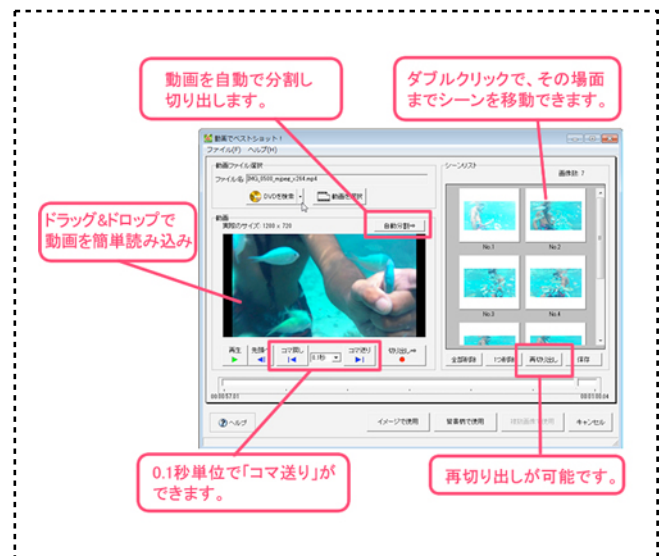 動画を自動で分割し
切り出します。
ダブルクリックで、その場面
までシーンを移動できます。
動画でベストショット!
ファイル(F) ヘルプ(H)
動画ファイル選択
シーンリスト
画像数: 7
ファイル名:
DVDを検索
動画を選択
ドラッグ&ドロップで
動画を簡単読み込み
動画
実際のサイズ: 1280 x 720
自動分割⇒
No.1
No.2
No.3
No.4
再生
コマ戻し
0.1秒
コマ送り
切り出し⇒
全部削除
1つ削除
再切り出し
保存
00:00:57.01
ヘルプ
イメージで使用
背景柄で使用
キャンセル
0.1秒単位で「コマ送り」が
できます。
再切り出しが可能です。